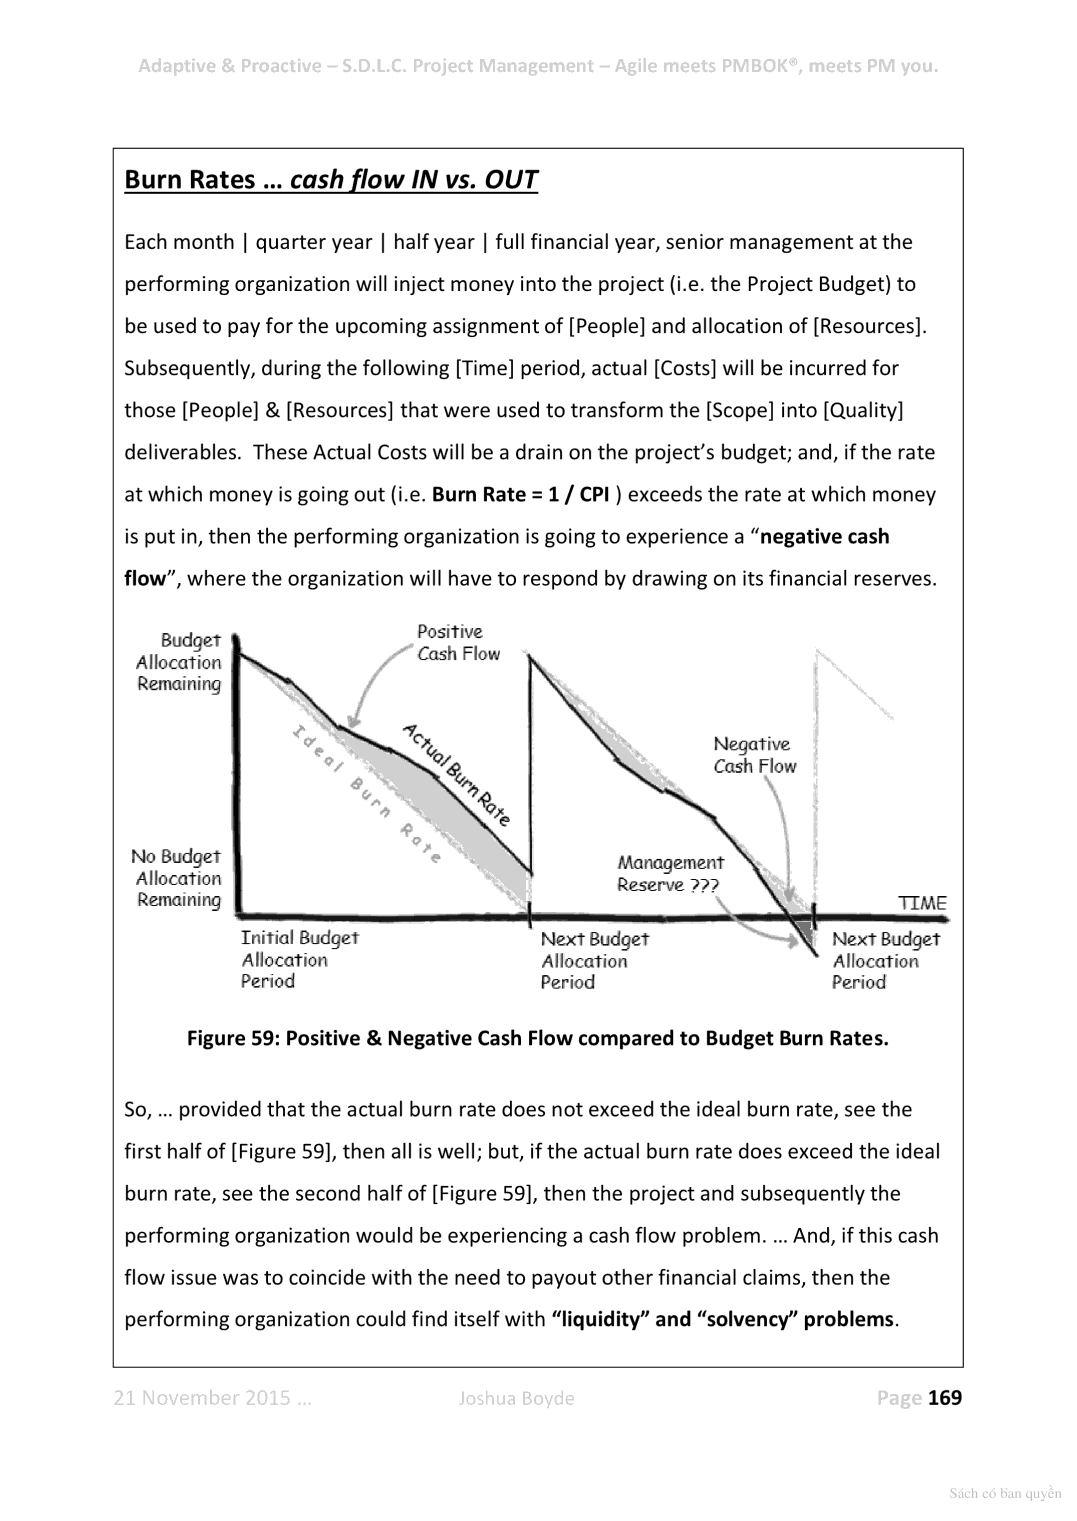 Adaptive & Proactive – S.D.L.C. Project Management – Agile meets PMBOK®, meets PM you.
Burn Rates … cash flow IN vs. OUT
Each month | quarter year | half year | full financial year, senior management at the
performing organization will inject money into the project (i.e. the Project Budget) to
be used to pay for the upcoming assignment of [People] and allocation of [Resources].
Subsequently, during the following [Time] period, actual [Costs] will be incurred for
those [People] & [Resources] that were used to transform the [Scope] into [Quality]
deliverables.  These Actual Costs will be a drain on the project’s budget; and, if the rate
at which money is going out (i.e. Burn Rate = 1 / CPI ) exceeds the rate at which money
is put in, then the performing organization is going to experience a “negative cash
flow”, where the organization will have to respond by drawing on its financial reserves.
Budget
Allocation
Remaining
Positive
Cash Flow
Ideal Burn Rate
Actual Burn Rate
Negative
Cash Flow
No Budget
Allocation
Remaining
Management
Reserve ???
TIME
Initial Budget
Allocation
Period
Next Budget
Allocation
Period
Next Budget
Allocation
Period
Figure 59: Positive & Negative Cash Flow compared to Budget Burn Rates.
So, … provided that the actual burn rate does not exceed the ideal burn rate, see the
first half of [Figure 59], then all is well; but, if the actual burn rate does exceed the ideal
burn rate, see the second half of [Figure 59], then the project and subsequently the
performing organization would be experiencing a cash flow problem. … And, if this cash
flow issue was to coincide with the need to payout other financial claims, then the
performing organization could find itself with “liquidity” and “solvency” problems.
21 November 2015 …
Joshua Boyde
Page 169
Sách có bản quyền